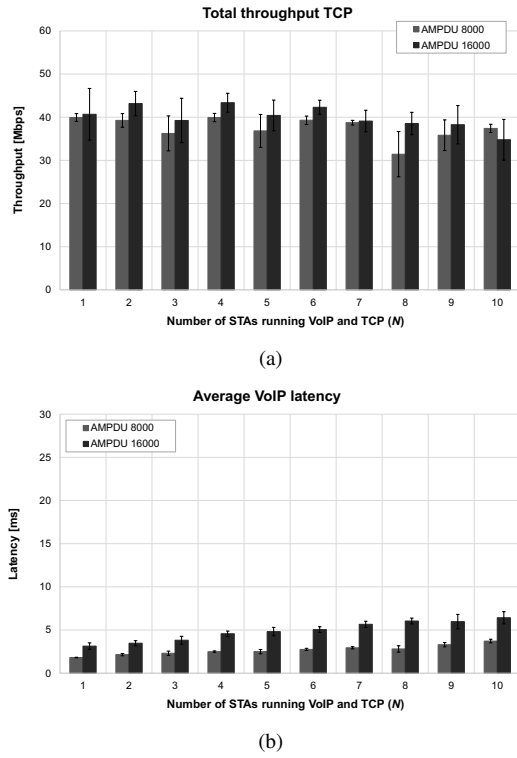 Total throughput TCP
AMPDU 8000
AMPDU 16000
60
50
40
30
20
10
0
Throughput [Mbps]
1 2 3 4 5 6 7 8 9 10
Number of STAs running VoIP and TCP (N)
(a)
Average VoIP latency
AMPDU 8000
AMPDU 16000
30
25
20
15
10
5
0
Latency [ms]
1 2 3 4 5 6 7 8 9 10
Number of STAs running VoIP and TCP (N)
(b)